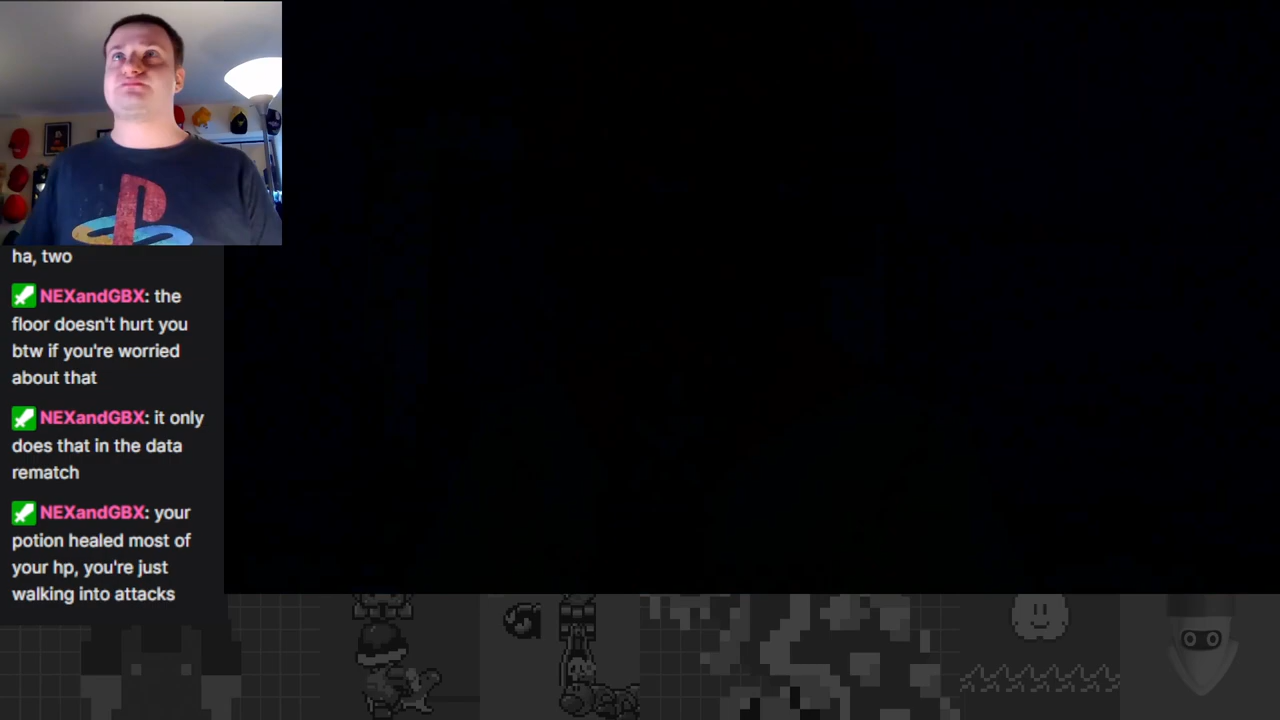 ha, two
NEXandGBX: the
floor doesn't hurt you
btw if you're worried
about that
NEXandGBX: it only
does that in the data
rematch
NEXandGBX: your
potion healed most of
your hp, you're just
walking into attacks